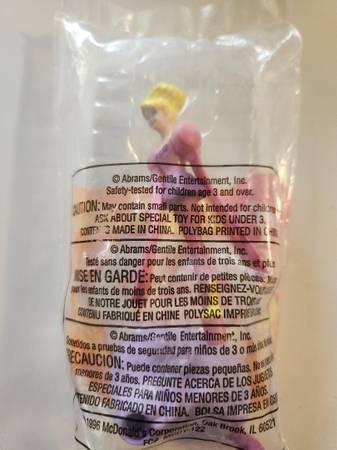 © Abrams/Gentile Entertainment, Inc.
Safety-tested for children age 3 and over.
CAUTION: May contain small parts. Not intended for children
ASK ABOUT SPECIAL TOY FOR KIDS UNDER 3.
MADE IN CHINA. POLYBAG PRINTED IN
© Abrams/Gentile Entertainment, Inc.
Testé sans danger pour les enfants de trois ans et plus
MISE EN GARDE: Peut contenir de petites pièces.
pour les enfants de moins de trois ans. RENSEIGNEZ-VOUS
DE NOTRE JOUET POUR LES MOINS DE TROIS
CONTENU FABRIQUÉ EN CHINE POLYSAC IMPRIMÉ
© Abrams/Gentile Entertainment, Inc.
Sometidos a pruebas de seguridad para niños de 3 o más
PRECAUCION: Puede contener piezas pequeñas. No
menores de 3 años. PREGUNTE ACERCA DE LOS JUGUETES
ESPECIALES PARA NIÑOS MENORES DE 3 AÑOS.
CONTENIDO FABRICADO EN CHINA. BOLSA IMPRESA EN
1996 McDonald's Corporation, Oak Brook, IL 60521